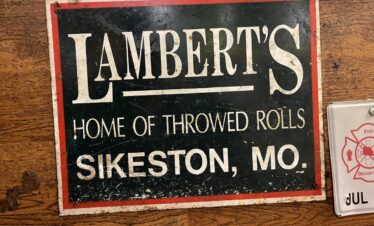 LAMBERT'S
HOME OF THROWED ROLLS
SIKESTON, MO.
JUL